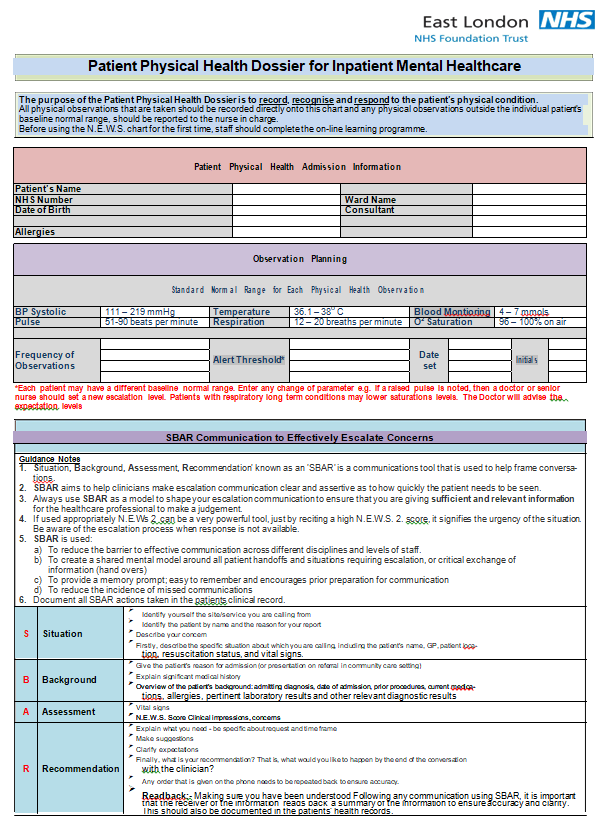 East London NHS
NHS Foundation Trust
Patient Physical Health Dossier for Inpatient Mental Healthcare
The purpose of the Patient Physical Health Dossier is to record, recognise and respond to the patient's physical condition.
All physical observations that are taken should be recorded directly onto this chart and any physical observations outside the individual patient's
baseline normal range, should be reported to the nurse in charge.
Before using the N.E.W.S. chart for the first time, staff should complete the on-line learning programme.
Patient Physical Health Admission Information
Patient's Name
NHS Number Ward Name
Date of Birth Consultant
Allergies
Observation Planning
Standard Normal Range for Each Physical Health Observation
BP Systolic 111 – 219 mmHg Temperature 36.1 – 38° C Blood Montioring 4 – 7 mmols
Pulse 51-90 beats per minute Respiration 12 – 20 breaths per minute O² Saturation 96 – 100% on air
Frequency of
Observations
Alert Threshold*
Date
set
Initials
*Each patient may have a different baseline normal range. Enter any change of parameter e.g. if a raised pulse is noted, then a doctor or senior
nurse should set a new escalation level. Patients with respiratory long term conditions may lower saturations levels. The Doctor will advise the
expectation levels
SBAR Communication to Effectively Escalate Concerns
Guidance Notes
1. Situation, Background, Assessment, Recommendation' known as an 'SBAR' is a communications tool that is used to help frame conversa-
tions.
2. SBAR aims to help clinicians make escalation communication clear and assertive as to how quickly the patient needs to be seen.
3. Always use SBAR as a model to shape your escalation communication to ensure that you are giving sufficient and relevant information
for the healthcare professional to make a judgement.
4. If used appropriately N.E.Ws 2 can be a very powerful tool, just by reciting a high N.E.W.S. 2. score, it signifies the urgency of the situation.
Be aware of the escalation process when response is not available.
5. SBAR is used:
a) To reduce the barrier to effective communication across different disciplines and levels of staff.
b) To create a shared mental model around all patient handoffs and situations requiring escalation, or critical exchange of
information (hand overs)
c) To provide a memory prompt; easy to remember and encourages prior preparation for communication
d) To reduce the incidence of missed communications
6. Document all SBAR actions taken in the patients clinical record.
S Situation
Identify yourself the site/service you are calling from
Identify the patient by name and the reason for your report
Describe your concern
Firstly, describe the specific situation about which you are calling, including the patient's name, GP, patient loca-
tion, resuscitation status, and vital signs.
B Background
Give the patient's reason for admission (or presentation on referral in community care setting)
Explain significant medical history
Overview of the patient's background: admitting diagnosis, date of admission, prior procedures, current medica-
tions, allergies, pertinent laboratory results and other relevant diagnostic results
A Assessment
Vital signs
N.E.W.S. Score Clinical impressions, concerns
R Recommendation
Explain what you need - be specific about request and time frame
Make suggestions
Clarify expectations
Finally, what is your recommendation? That is, what would you like to happen by the end of the conversation
with the clinician?
Any order that is given on the phone needs to be repeated back to ensure accuracy.
Readback:- Making sure you have been understood Following any communication using SBAR, it is important
that the receiver of the information reads back a summary of the information to ensure accuracy and clarity.
This should also be documented in the patients' health records.